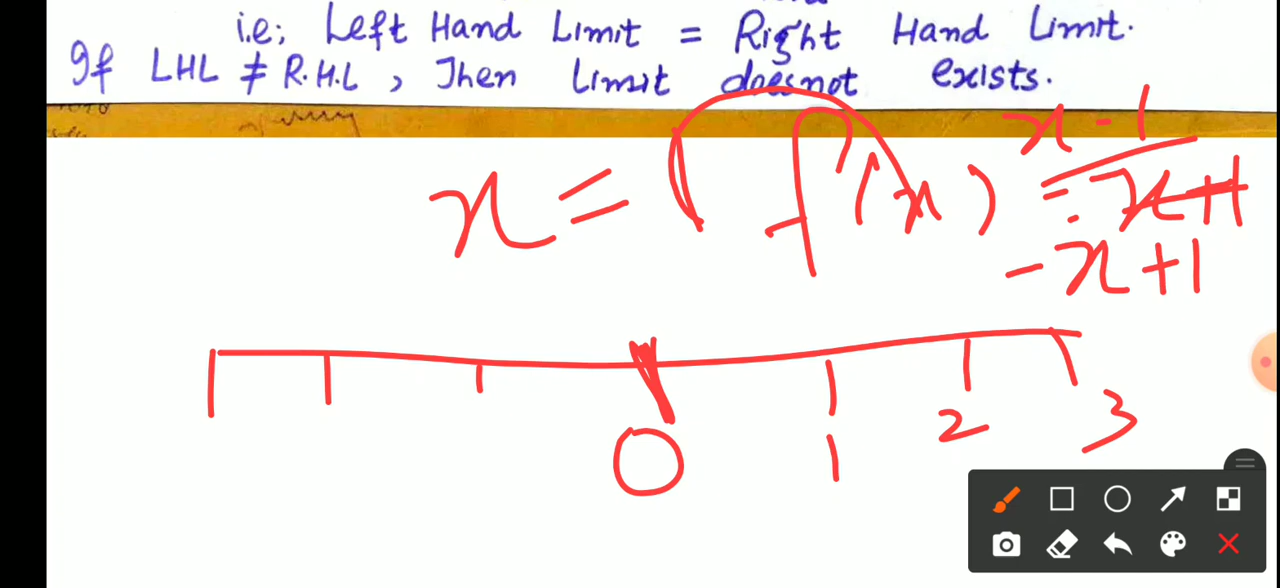 i.e; Left Hand Limit = Right Hand Limit.
If LHL ≠ R.H.L , Then Limit doesnot exists.
x - 1
x = f(x) = x+1
-x+1
0 1 2 3